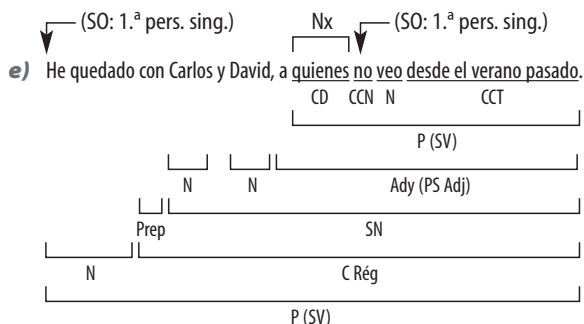 (SO: 1.ª pers. sing.) Nx (SO: 1.ª pers. sing.)
e) He quedado con Carlos y David, a quienes no veo desde el verano pasado.
CD CCN N CCT
P (SV)
N N Ady (PS Adj)
Prep SN
N C Rég
P (SV)